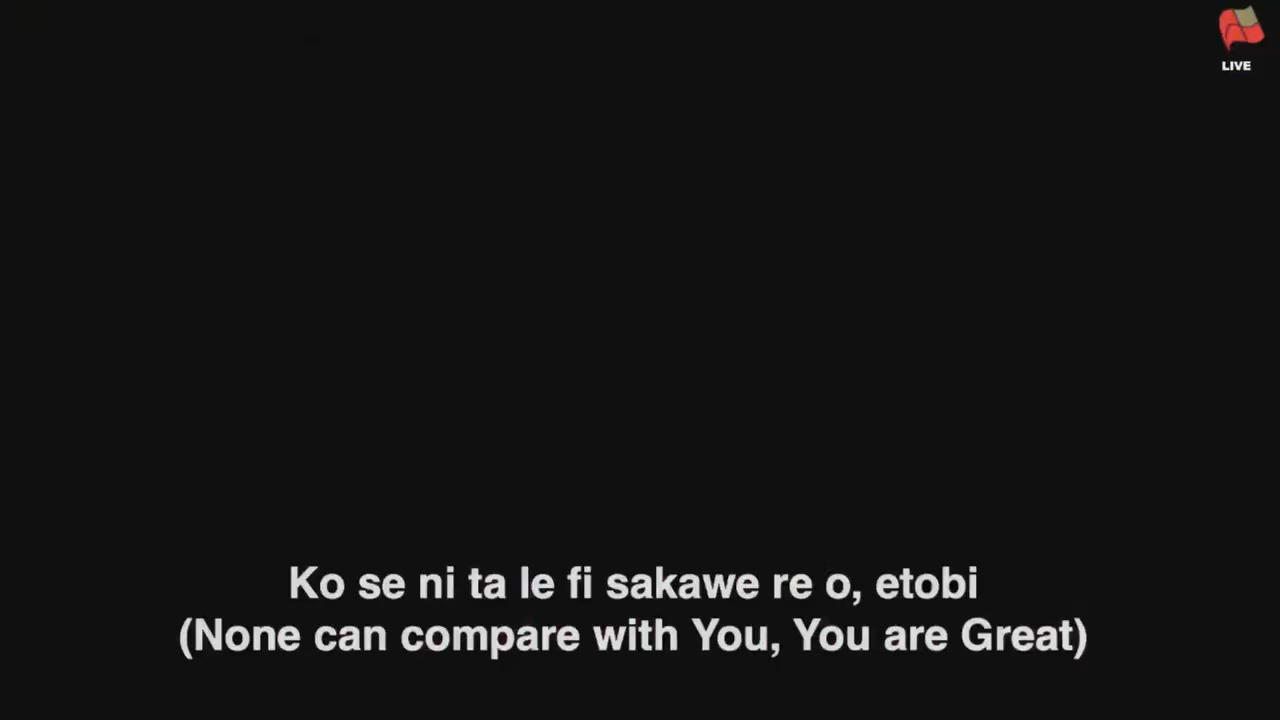 LIVE
Ko se ni ta le fi sakawe re o, etobi
(None can compare with You, You are Great)